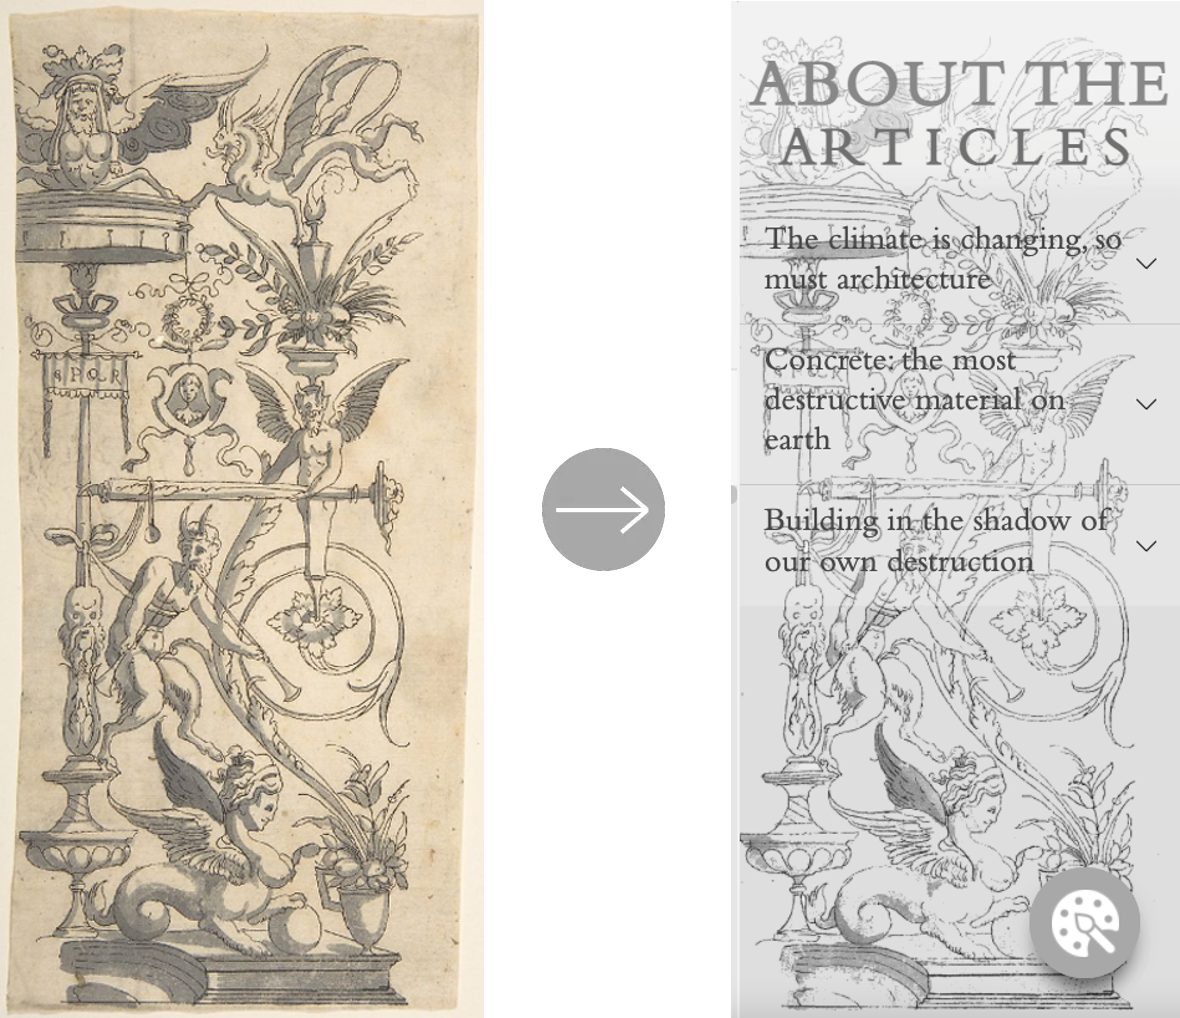 SPQR
ABOUT THE
ARTICLES
The climate is changing, so
must architecture
Concrete: the most
destructive material on
earth
Building in the shadow of
our own destruction